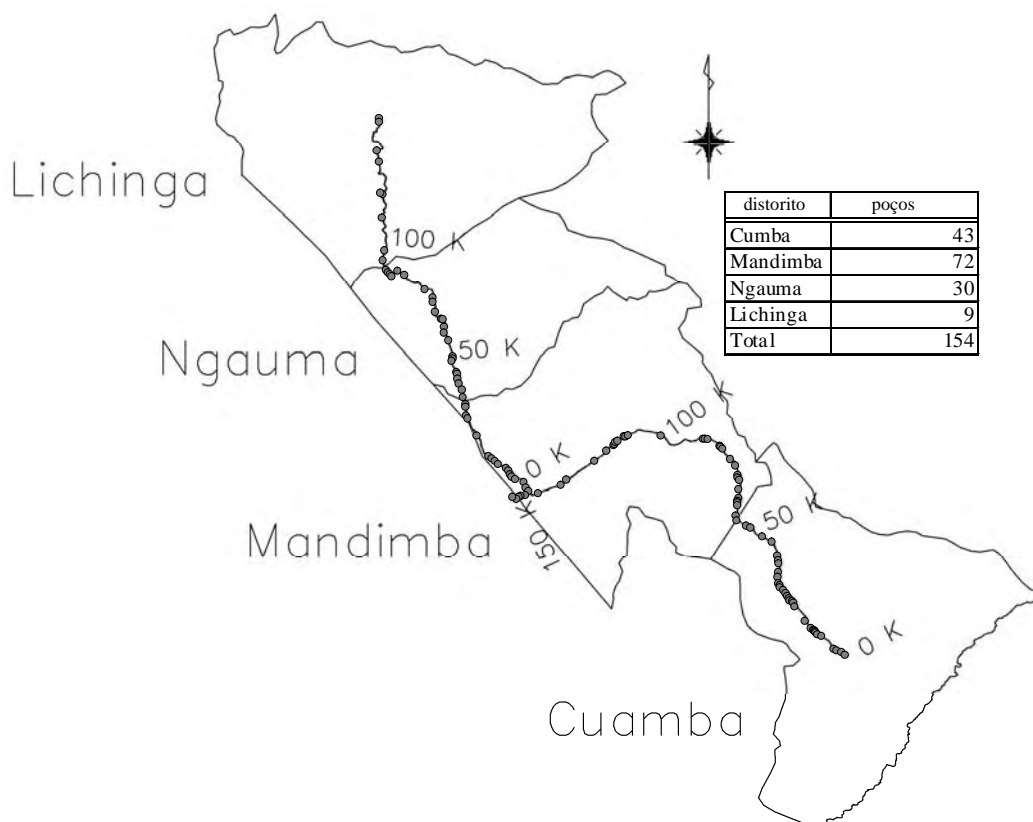 Lichinga
100 K
distorito poços
Cumba 43
Mandimba 72
Ngauma 30
Lichinga 9
Total 154
Ngauma
50 K
100 K
0 K
Mandimba
150 K
50 K
0 K
Cuamba